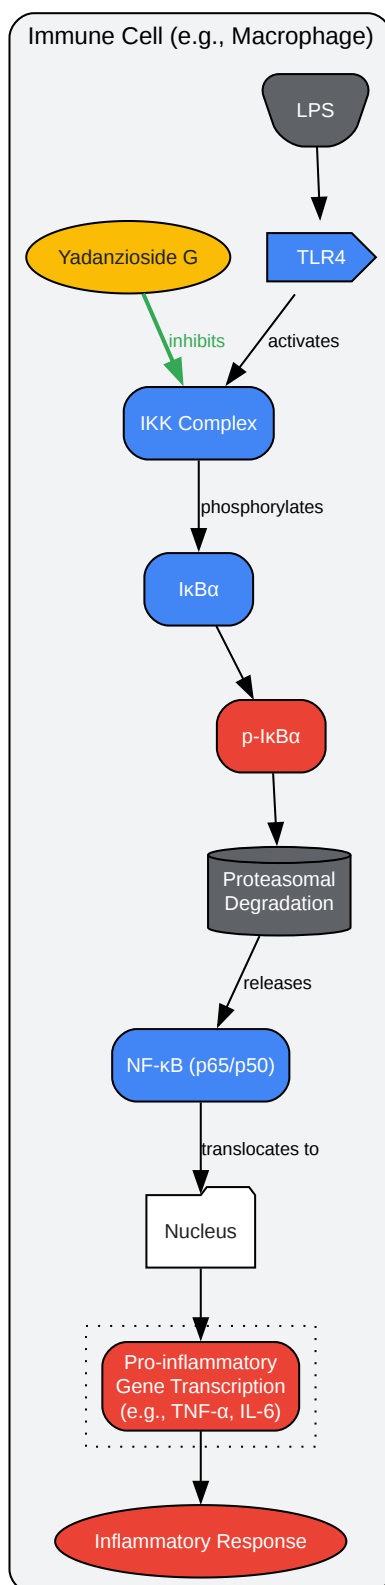 Immune Cell (e.g., Macrophage)
LPS
Yadanzioside G
TLR4
inhibits
activates
IKK Complex
phosphorylates
IκBα
p-IκBα
Proteasomal
Degradation
releases
NF-κB (p65/p50)
translocates to
Nucleus
Pro-inflammatory
Gene Transcription
(e.g., TNF-α, IL-6)
Inflammatory Response